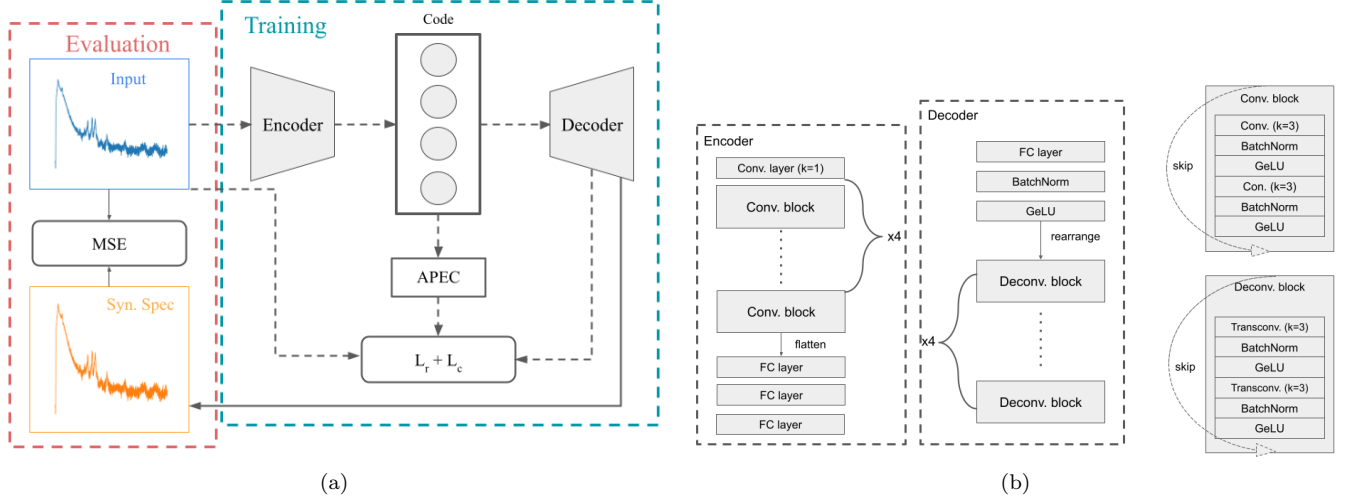 Evaluation
Training
Input
Code
Encoder
Decoder
MSE
APEC
Syn. Spec
L_r + L_c
(a)
Encoder
Conv. layer (k=1)
Conv. block
x4
Conv. block
flatten
FC layer
FC layer
FC layer
Decoder
FC layer
BatchNorm
GeLU
rearrange
Deconv. block
x4
Deconv. block
Conv. block
skip
Conv. (k=3)
BatchNorm
GeLU
Con. (k=3)
BatchNorm
GeLU
Deconv. block
skip
Transconv. (k=3)
BatchNorm
GeLU
Transconv. (k=3)
BatchNorm
GeLU
(b)